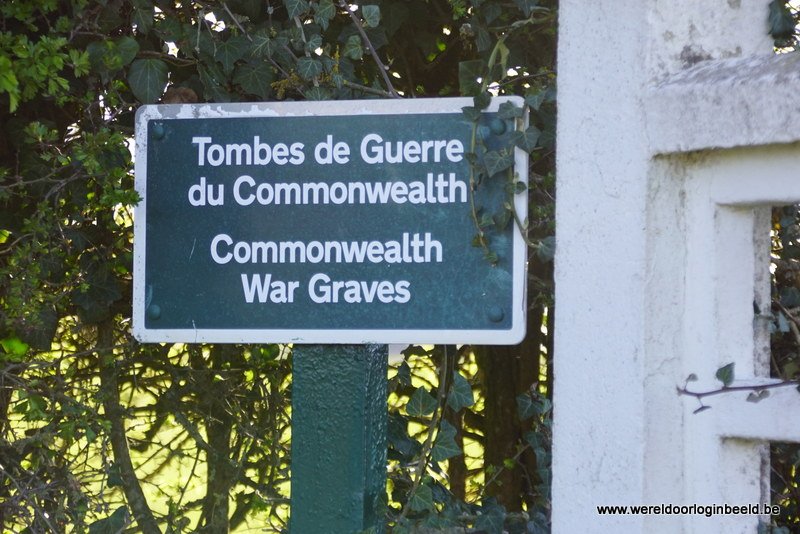 Tombes de Guerre
du Commonwealth
Commonwealth
War Graves
www.wereldoorloginbeeld.be